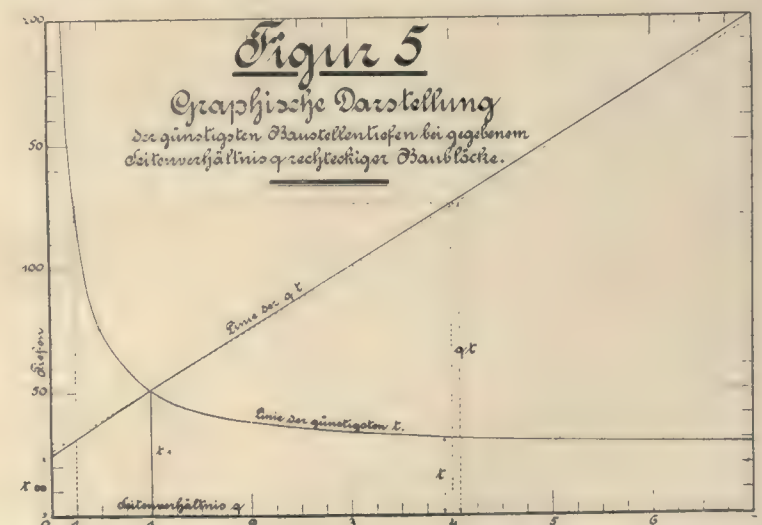 Figur 5
Graphische Darstellung
der günstigsten Baustellentiefen bei gegebenem
Seitenverhältnis q rechteckiger Baublöcke.
50
100
Linie der q t
q t
Tiefen
50
Linie der günstigsten t.
t
Seitenverhältnis q
1
2
3
4
5
6